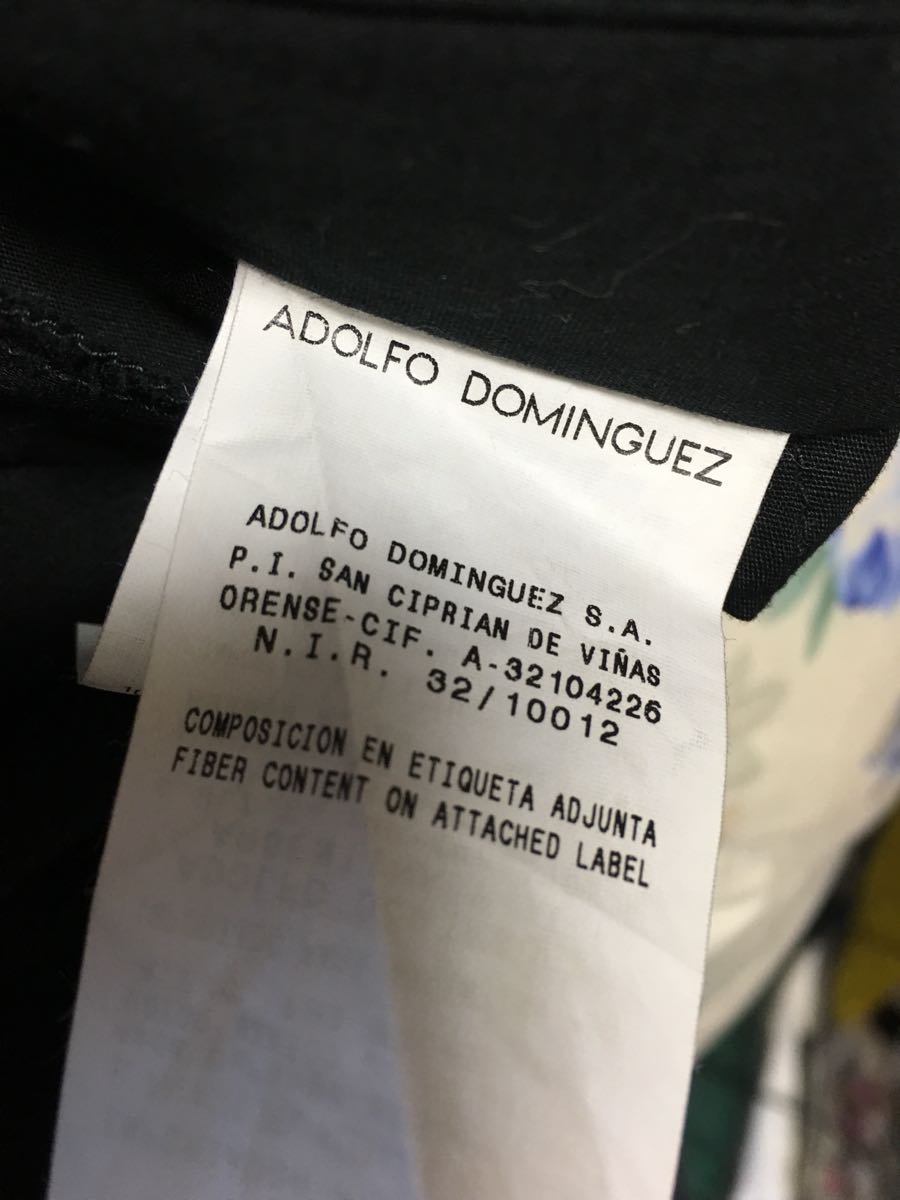 ADOLFO DOMINGUEZ
ADOLFO DOMINGUEZ S.A.
P.I. SAN CIPRIAN DE VIÑAS
ORENSE-CIF. A-32104226
N.I.R. 32/10012
COMPOSICION EN ETIQUETA ADJUNTA
FIBER CONTENT ON ATTACHED LABEL